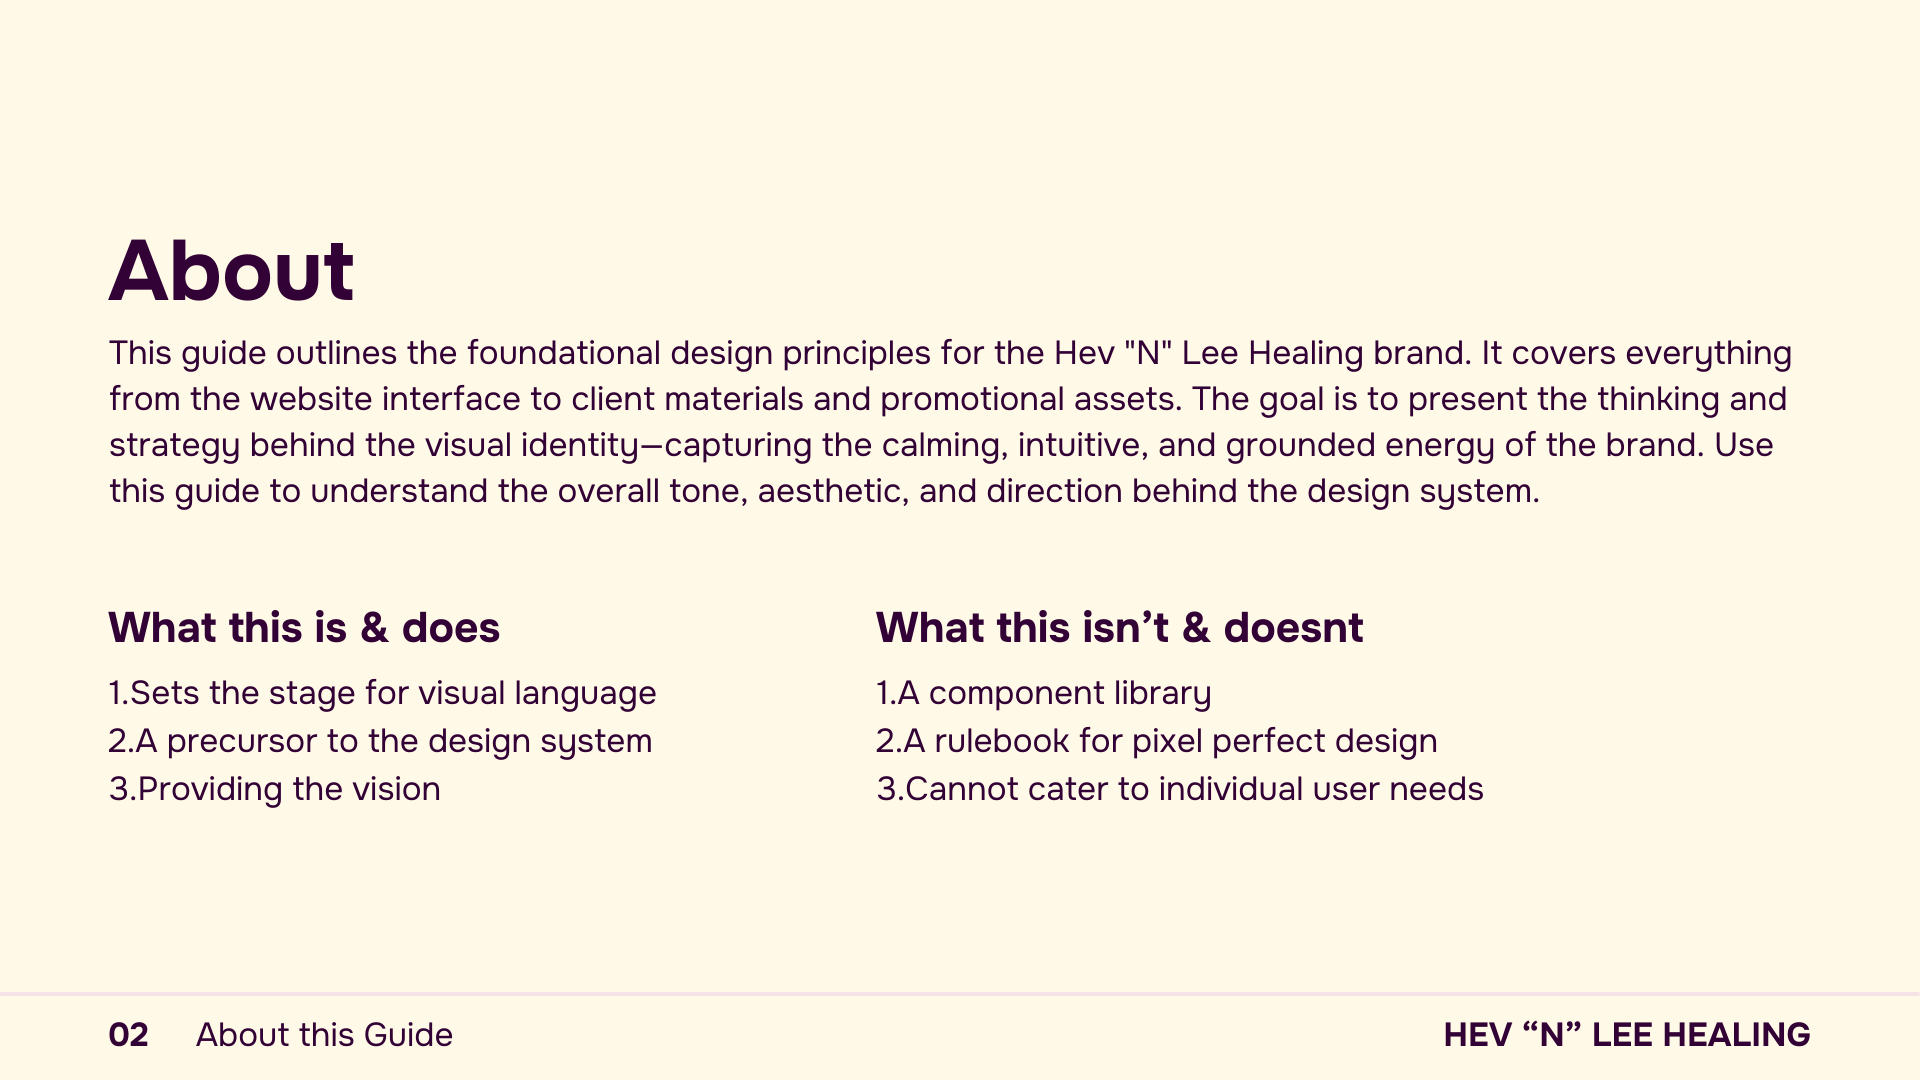 About
This guide outlines the foundational design principles for the Hev "N" Lee Healing brand. It covers everything
from the website interface to client materials and promotional assets. The goal is to present the thinking and
strategy behind the visual identity—capturing the calming, intuitive, and grounded energy of the brand. Use
this guide to understand the overall tone, aesthetic, and direction behind the design system.
What this is & does
1.Sets the stage for visual language
2.A precursor to the design system
3.Providing the vision
What this isn’t & doesnt
1.A component library
2.A rulebook for pixel perfect design
3.Cannot cater to individual user needs
02 About this Guide
HEV “N” LEE HEALING